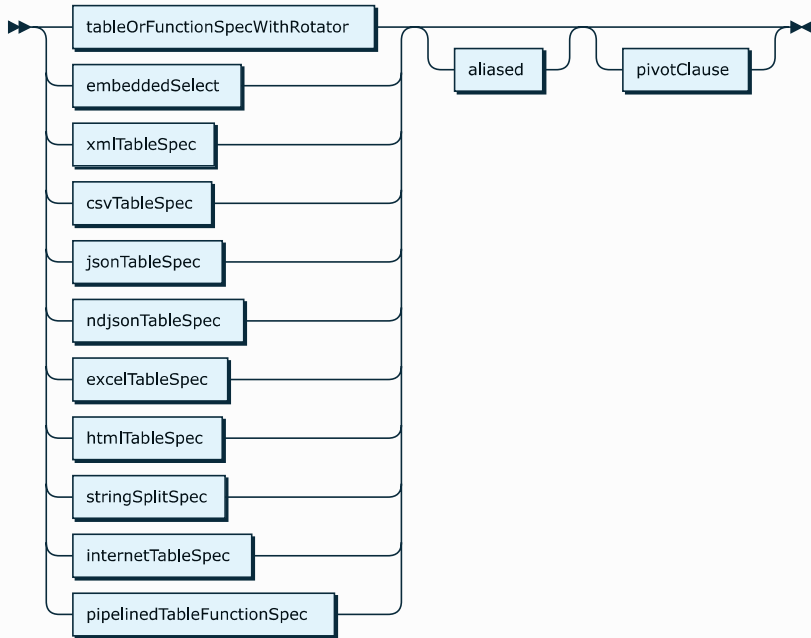 tableOrFunctionSpecWithRotator
aliased
pivotClause
embeddedSelect
xmlTableSpec
csvTableSpec
jsonTableSpec
ndjsonTableSpec
excelTableSpec
htmlTableSpec
stringSplitSpec
internetTableSpec
pipelinedTableFunctionSpec